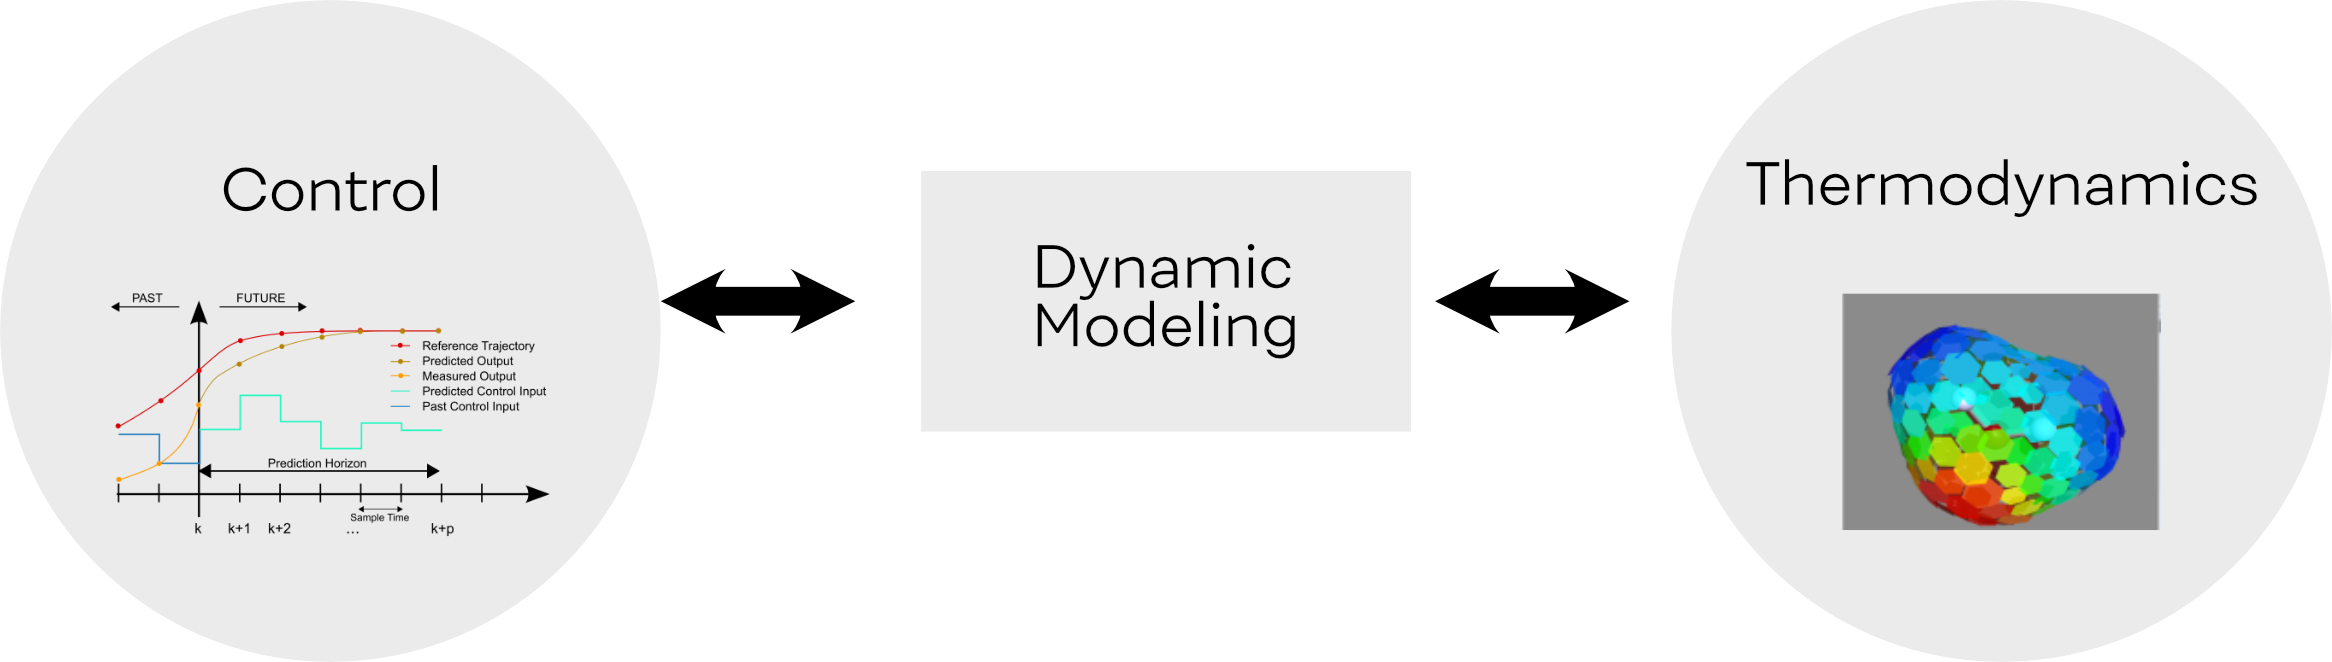 Control
PAST
FUTURE
Reference Trajectory
Predicted Output
Measured Output
Predicted Control Input
Past Control Input
Prediction Horizon
Sample Time
k
k+1
k+2
...
k+p
Dynamic
Modeling
Thermodynamics